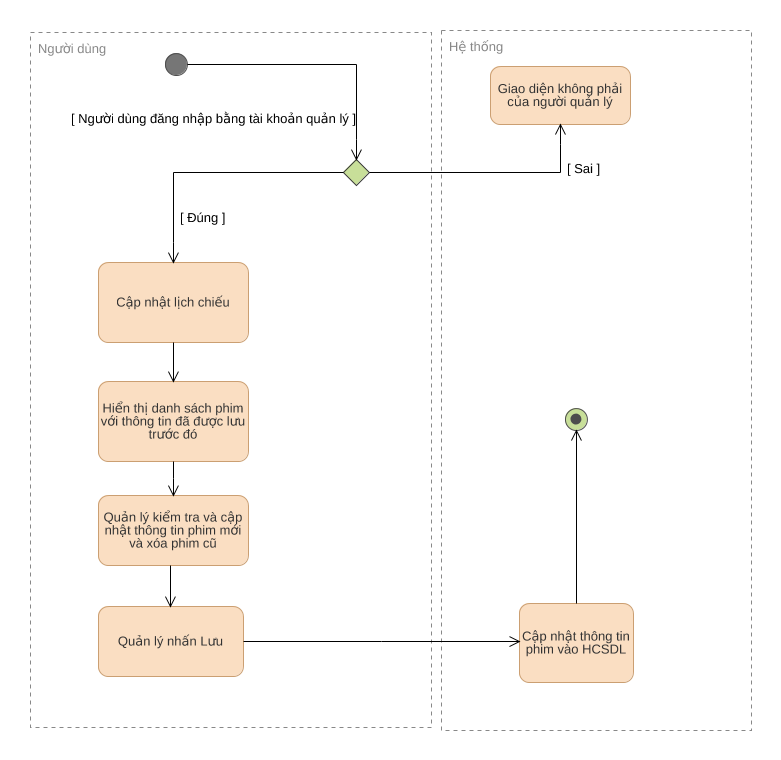 Người dùng
Hệ thống
Giao diện không phải
của người quản lý
[ Người dùng đăng nhập bằng tài khoản quản lý ]
[ Sai ]
[ Đúng ]
Cập nhật lịch chiếu
Hiển thị danh sách phim
với thông tin đã được lưu
trước đó
Quản lý kiểm tra và cập
nhật thông tin phim mới
và xóa phim cũ
Quản lý nhấn Lưu
Cập nhật thông tin
phim vào HCSDL